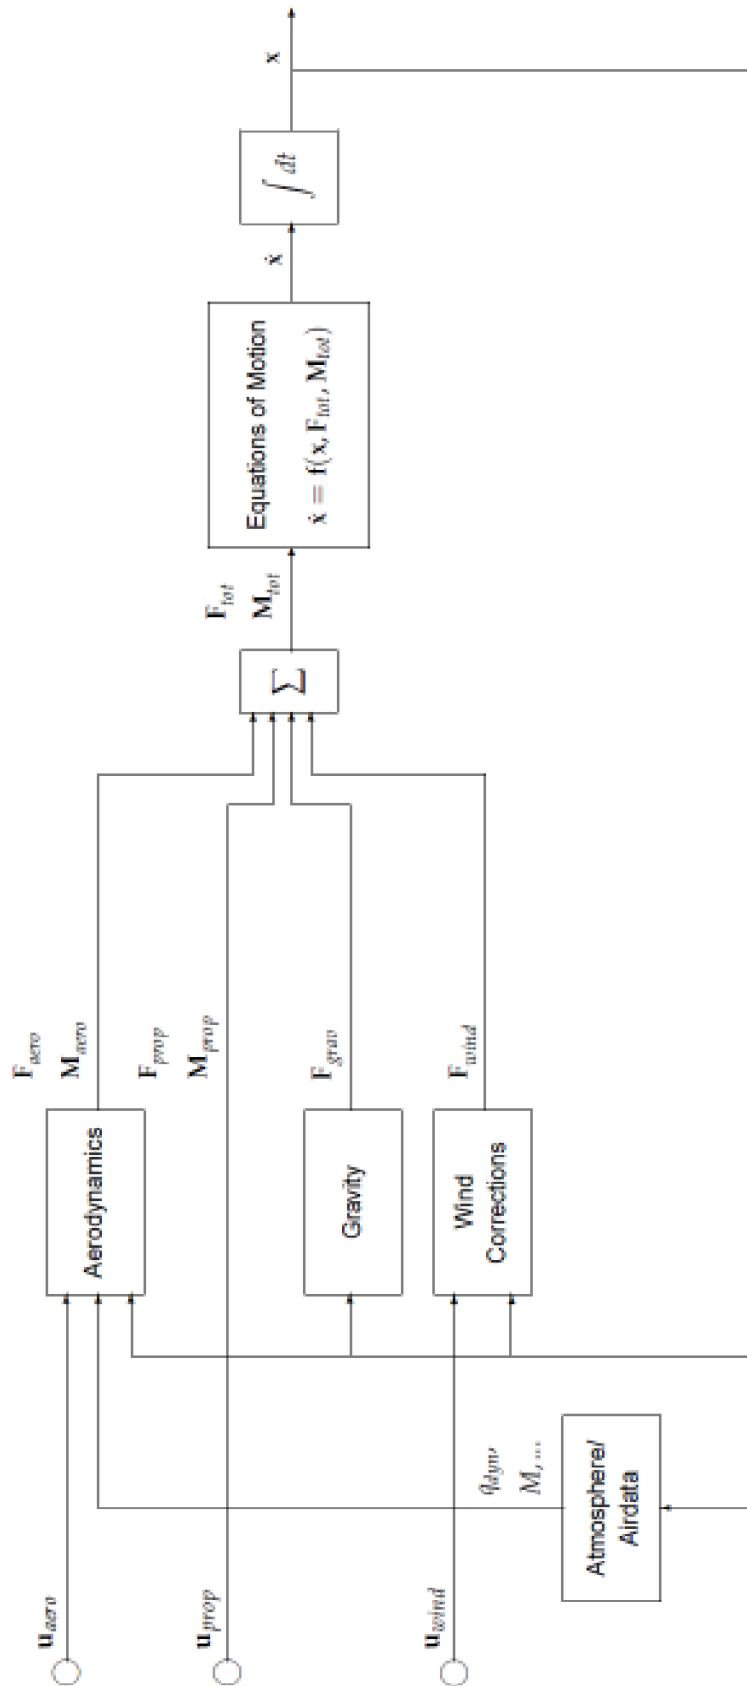 u_aero
u_prop
u_wind
Atmosphere/
Airdata
q_dyn,
M, ...
Aerodynamics
Gravity
Wind
Corrections
F_aero
M_aero
F_prop
M_prop
F_grav
F_wind
Σ
F_tot
M_tot
Equations of Motion
ẋ = f(x, F_tot, M_tot)
ẋ
∫ dt
x